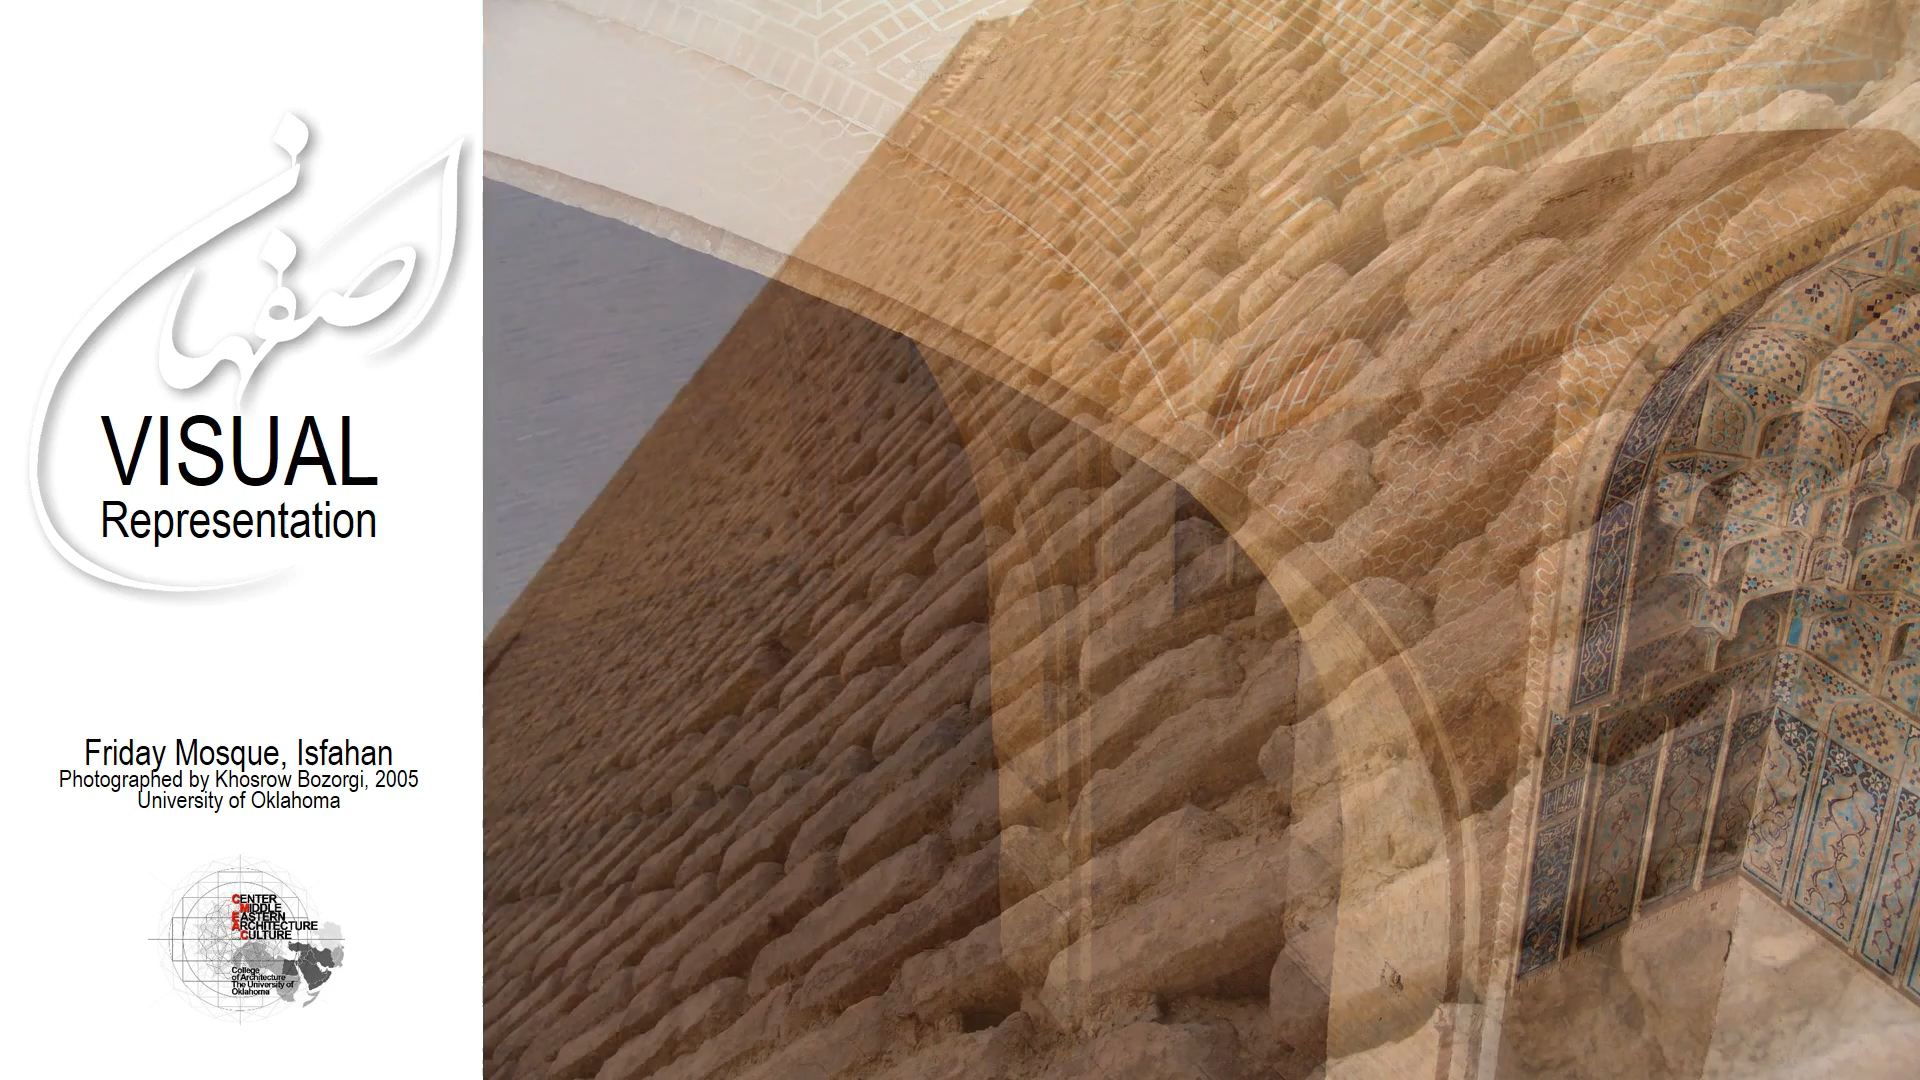 اصفهان
VISUAL
Representation
Friday Mosque, Isfahan
Photographed by Khosrow Bozorgi, 2005
University of Oklahoma
CENTER
MIDDLE
EASTERN
ARCHITECTURE
CULTURE
College
of Architecture
The University of
Oklahoma